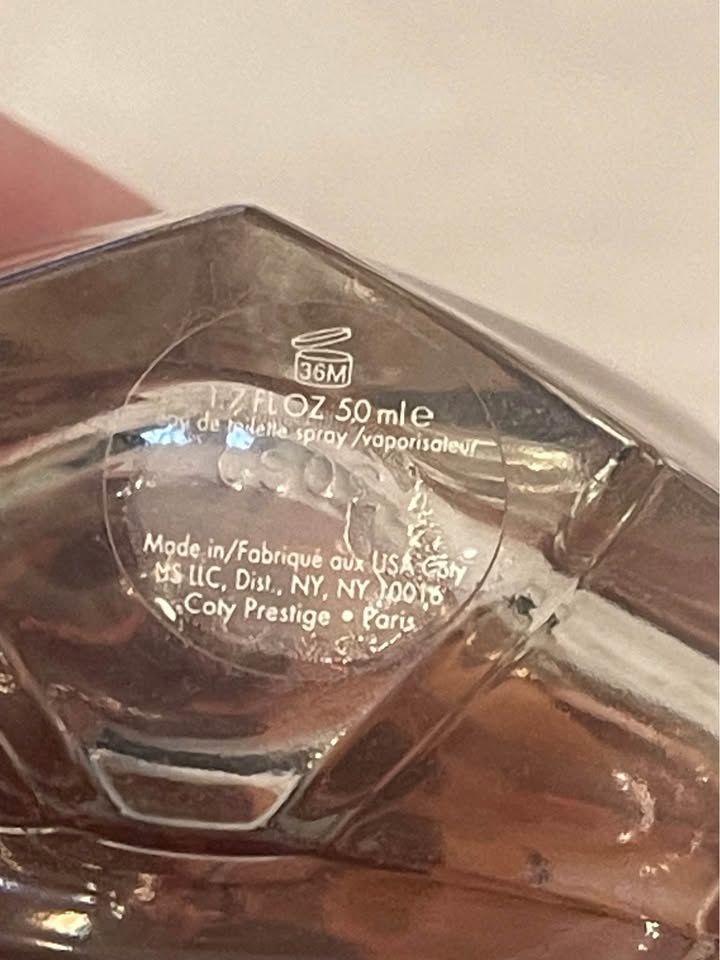 36M
1.7 FL OZ 50 ml e
eau de toilette spray /vaporisateur
Made in/Fabriqué aux USA Coty
US LLC, Dist., NY, NY 10016
Coty Prestige • Paris